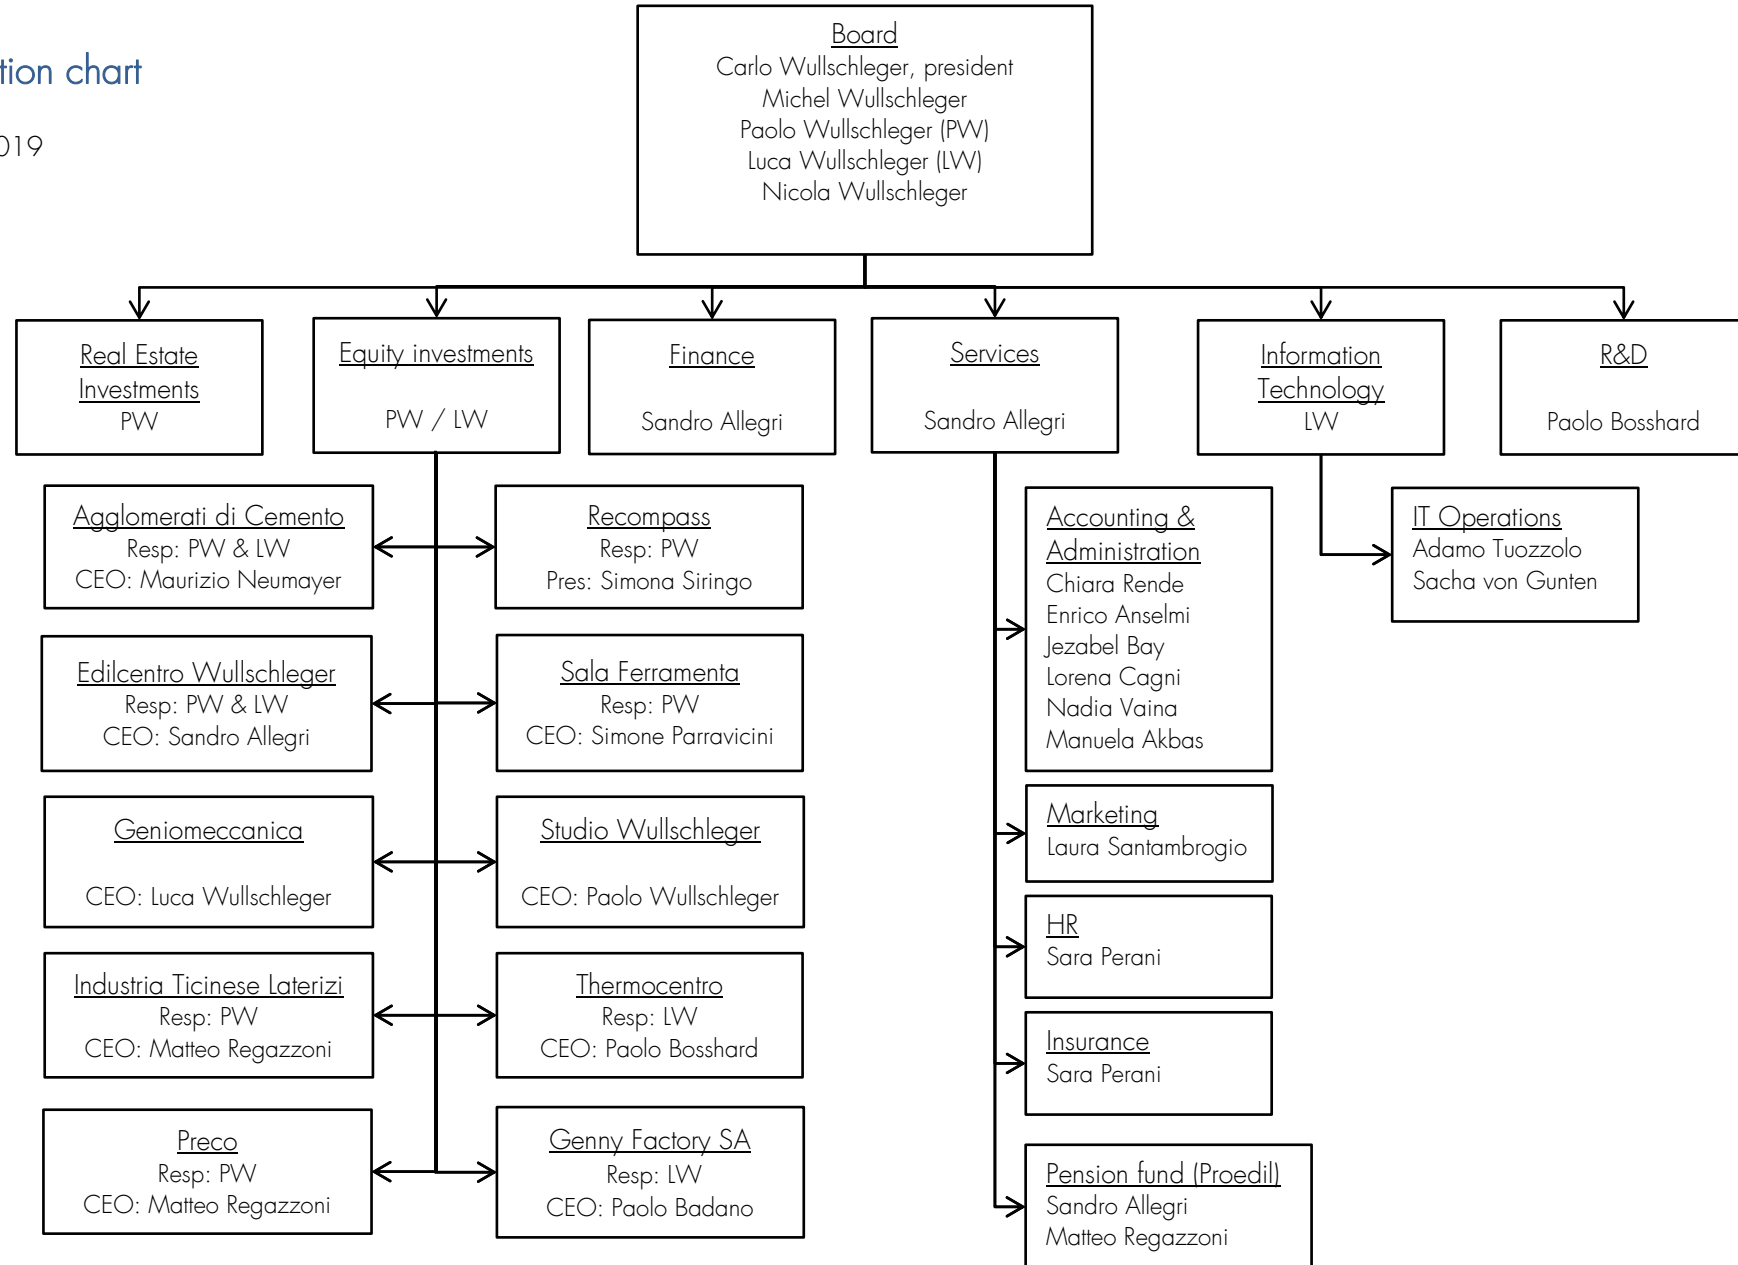 tion chart
019
Board
Carlo Wullschleger, president
Michel Wullschleger
Paolo Wullschleger (PW)
Luca Wullschleger (LW)
Nicola Wullschleger
Real Estate
Investments
PW
Equity investments
PW / LW
Finance
Sandro Allegri
Services
Sandro Allegri
Information
Technology
LW
R&D
Paolo Bosshard
Agglomerati di Cemento
Resp: PW & LW
CEO: Maurizio Neumayer
Recompass
Resp: PW
Pres: Simona Siringo
Edilcentro Wullschleger
Resp: PW & LW
CEO: Sandro Allegri
Sala Ferramenta
Resp: PW
CEO: Simone Parravicini
Geniomeccanica
CEO: Luca Wullschleger
Studio Wullschleger
CEO: Paolo Wullschleger
Industria Ticinese Laterizi
Resp: PW
CEO: Matteo Regazzoni
Thermocentro
Resp: LW
CEO: Paolo Bosshard
Preco
Resp: PW
CEO: Matteo Regazzoni
Genny Factory SA
Resp: LW
CEO: Paolo Badano
Accounting &
Administration
Chiara Rende
Enrico Anselmi
Jezabel Bay
Lorena Cagni
Nadia Vaina
Manuela Akbas
Marketing
Laura Santambrogio
HR
Sara Perani
Insurance
Sara Perani
Pension fund (Proedil)
Sandro Allegri
Matteo Regazzoni
IT Operations
Adamo Tuozzolo
Sacha von Gunten